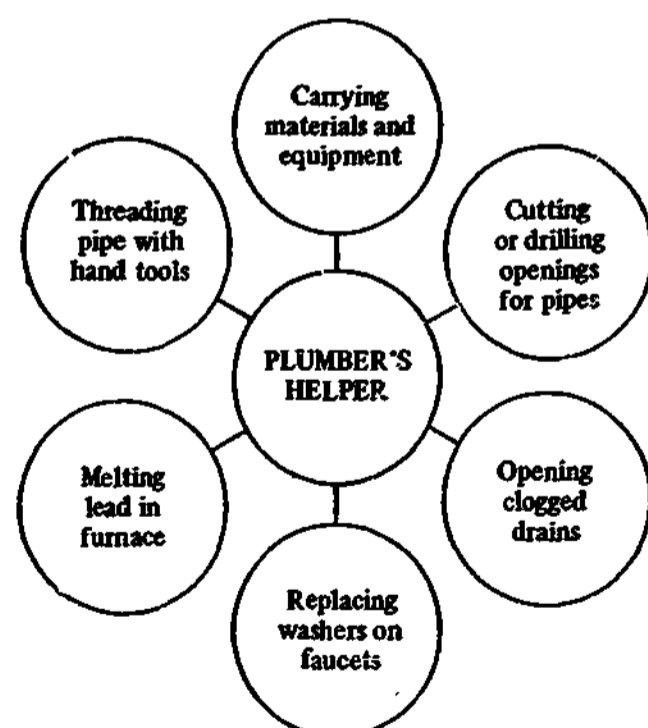 Carrying
materials and
equipment
Threading
pipe with
hand tools
Cutting
or drilling
openings
for pipes
PLUMBER'S
HELPER
Melting
lead in
furnace
Opening
clogged
drains
Replacing
washers on
faucets